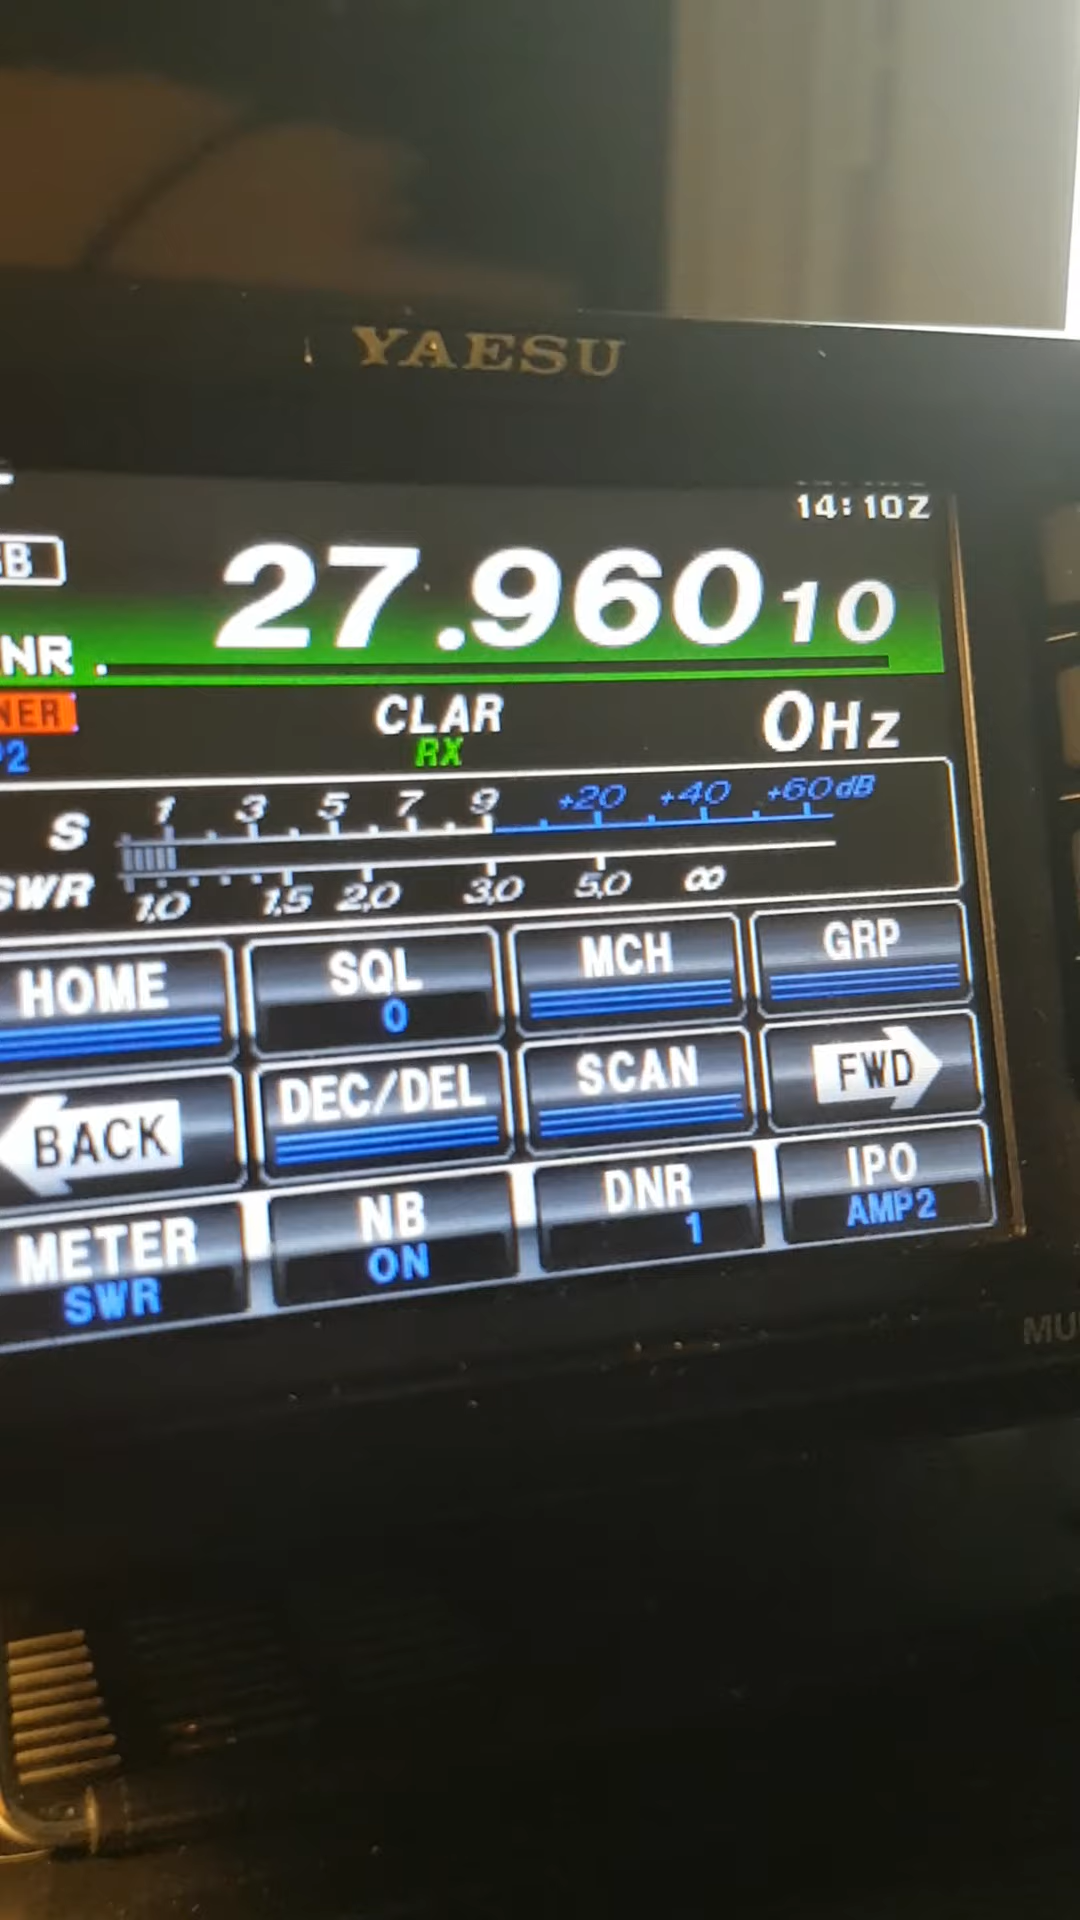 YAESU
14:10Z
SB
27.96010
NR
NER
CLAR
0Hz
RX
P2
S 1 3 5 7 9 +20 +40 +60dB
SWR 1.0 1.5 2.0 3.0 5.0 ∞
HOME SQL MCH GRP
0
BACK DEC/DEL SCAN FWD
METER NB DNR IPO
SWR ON 1 AMP2
MU